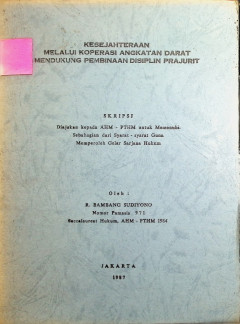 KESEJAHTERAAN
MELALUI KOPERASI ANGKATAN DARAT
MENDUKUNG PEMBINAAN DISIPLIN PRAJURIT
SKRIPSI
Diajukan kepada AHM - PTHM untuk Memenuhi
Sebahagian dari Syarat - syarat Guna
Memperoleh Gelar Sarjana Hukum
Oleh :
R. BAMBANG SUDIYONO
Nomor Pemasis 971
Baccalaureat Hukum, AHM - PTHM 1984
JAKARTA
1987